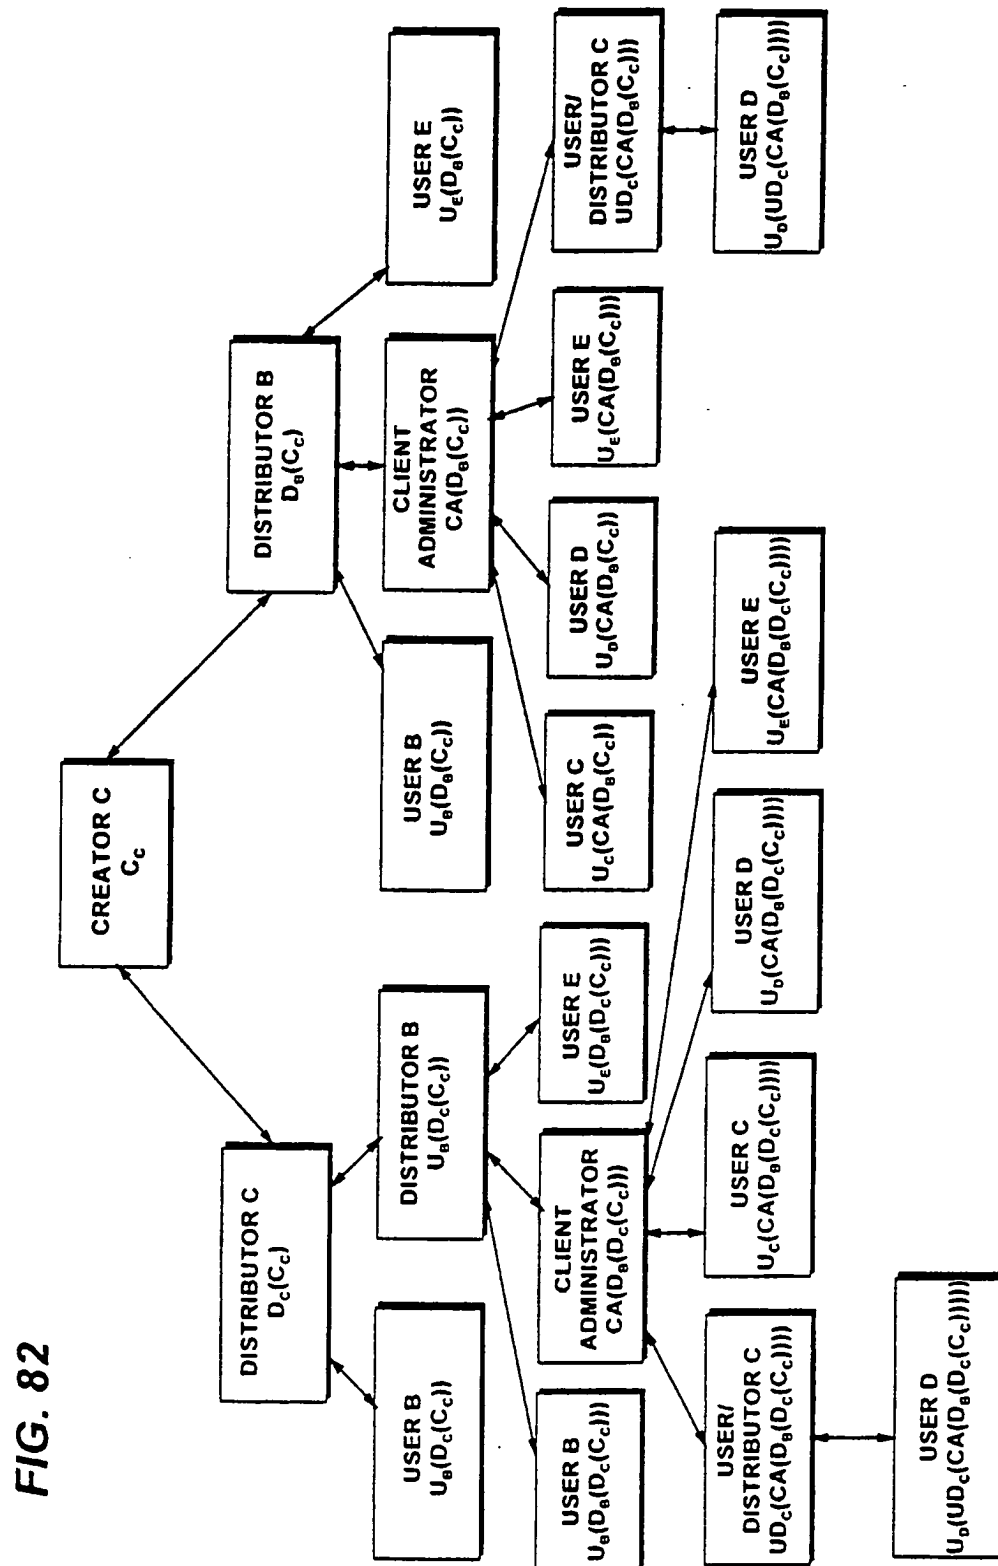 FIG. 82
CREATOR C
C_C
DISTRIBUTOR C
D_C(C_C)
DISTRIBUTOR B
D_B(C_C)
USER B
U_B(D_C(C_C))
DISTRIBUTOR B
U_B(D_C(C_C))
USER B
U_B(D_B(C_C))
CLIENT
ADMINISTRATOR
CA(D_B(C_C))
USER E
U_E(D_B(C_C))
USER B
U_B(D_B(D_C(C_C)))
CLIENT
ADMINISTRATOR
CA(D_B(D_C(C_C)))
USER E
U_E(D_B(D_C(C_C)))
USER C
U_C(CA(D_B(C_C))
USER D
U_D(CA(D_B(C_C))
USER E
U_E(CA(D_B(C_C)))
USER/
DISTRIBUTOR C
UD_C(CA(D_B(C_C)))
USER/
DISTRIBUTOR C
UD_C(CA(D_B(D_C(C_C))))
USER C
U_C(CA(D_B(D_C(C_C))))
USER D
U_D(CA(D_B(D_C(C_C))))
USER E
U_E(CA(D_B(D_C(C_C))))
USER D
U_D(UD_C(CA(D_B(C_C))))
USER D
U_D(UD_C(CA(D_B(D_C(C_C)))))